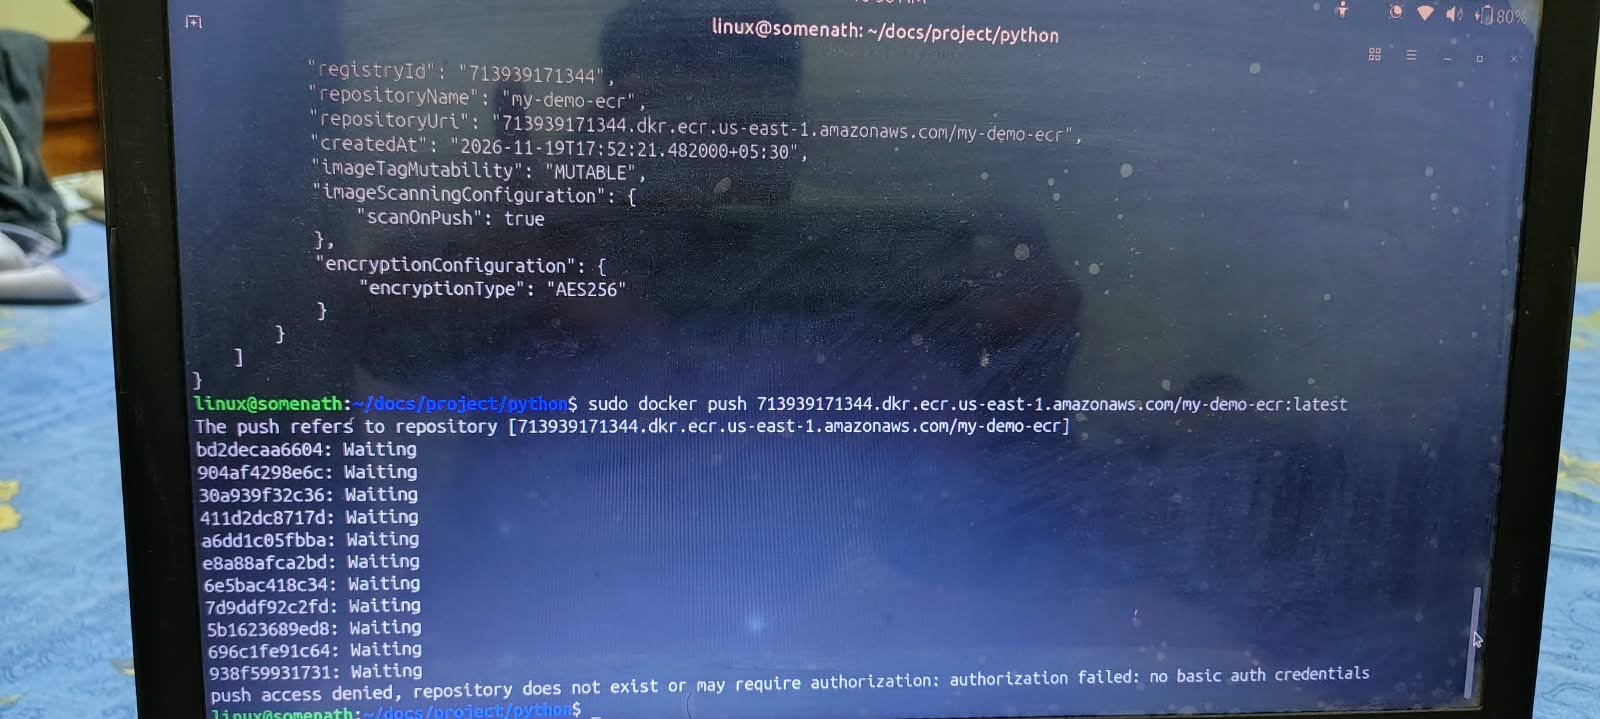 linux@somenath: ~/docs/project/python
80%
"registryId": "713939171344",
"repositoryName": "my-demo-ecr",
"repositoryUri": "713939171344.dkr.ecr.us-east-1.amazonaws.com/my-demo-ecr",
"createdAt": "2026-11-19T17:52:21.482000+05:30",
"imageTagMutability": "MUTABLE",
"imageScanningConfiguration": {
"scanOnPush": true
},
"encryptionConfiguration": {
"encryptionType": "AES256"
}
}
]
}
linux@somenath:~/docs/project/python$ sudo docker push 713939171344.dkr.ecr.us-east-1.amazonaws.com/my-demo-ecr:latest
The push refers to repository [713939171344.dkr.ecr.us-east-1.amazonaws.com/my-demo-ecr]
bd2decaa6604: Waiting
904af4298e6c: Waiting
30a939f32c36: Waiting
411d2dc8717d: Waiting
a6dd1c05fbba: Waiting
e8a88afca2bd: Waiting
6e5bac418c34: Waiting
7d9ddf92c2fd: Waiting
5b1623689ed8: Waiting
696c1fe91c64: Waiting
938f59931731: Waiting
push access denied, repository does not exist or may require authorization: authorization failed: no basic auth credentials
linux@somenath:~/docs/project/python$ _